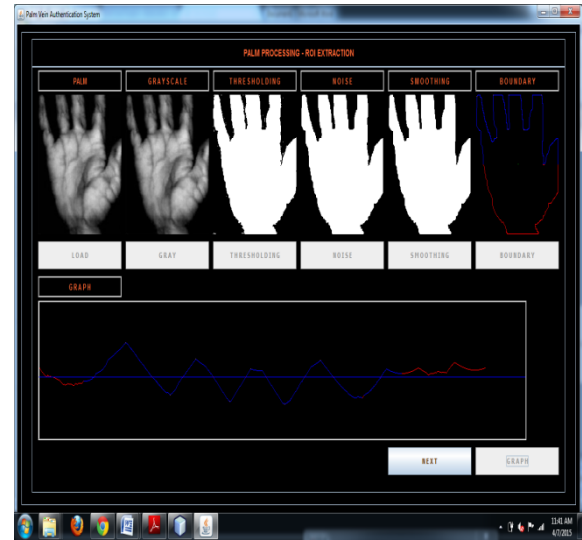 Palm Vein Authentication System
PALM PROCESSING - ROI EXTRACTION
PALM GRAYSCALE THRESHOLDING NOISE SMOOTHING BOUNDARY
LOAD GRAY THRESHOLDING NOISE SMOOTHING BOUNDARY
GRAPH
NEXT GRAPH
11:41 AM
4/7/2015